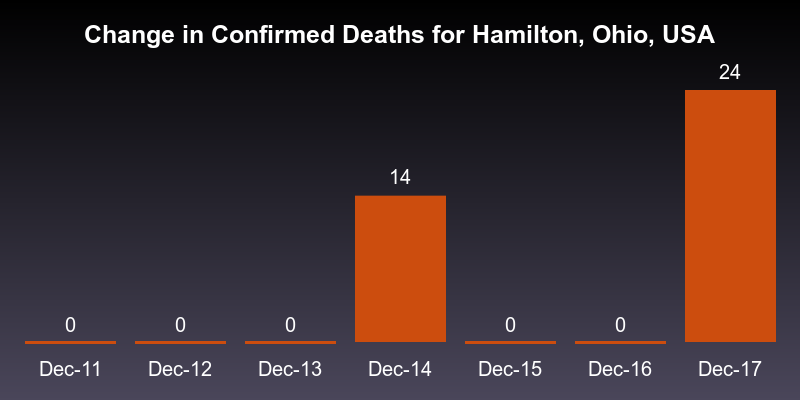 Change in Confirmed Deaths for Hamilton, Ohio, USA
24
14
0 0 0 0 0
Dec-11 Dec-12 Dec-13 Dec-14 Dec-15 Dec-16 Dec-17